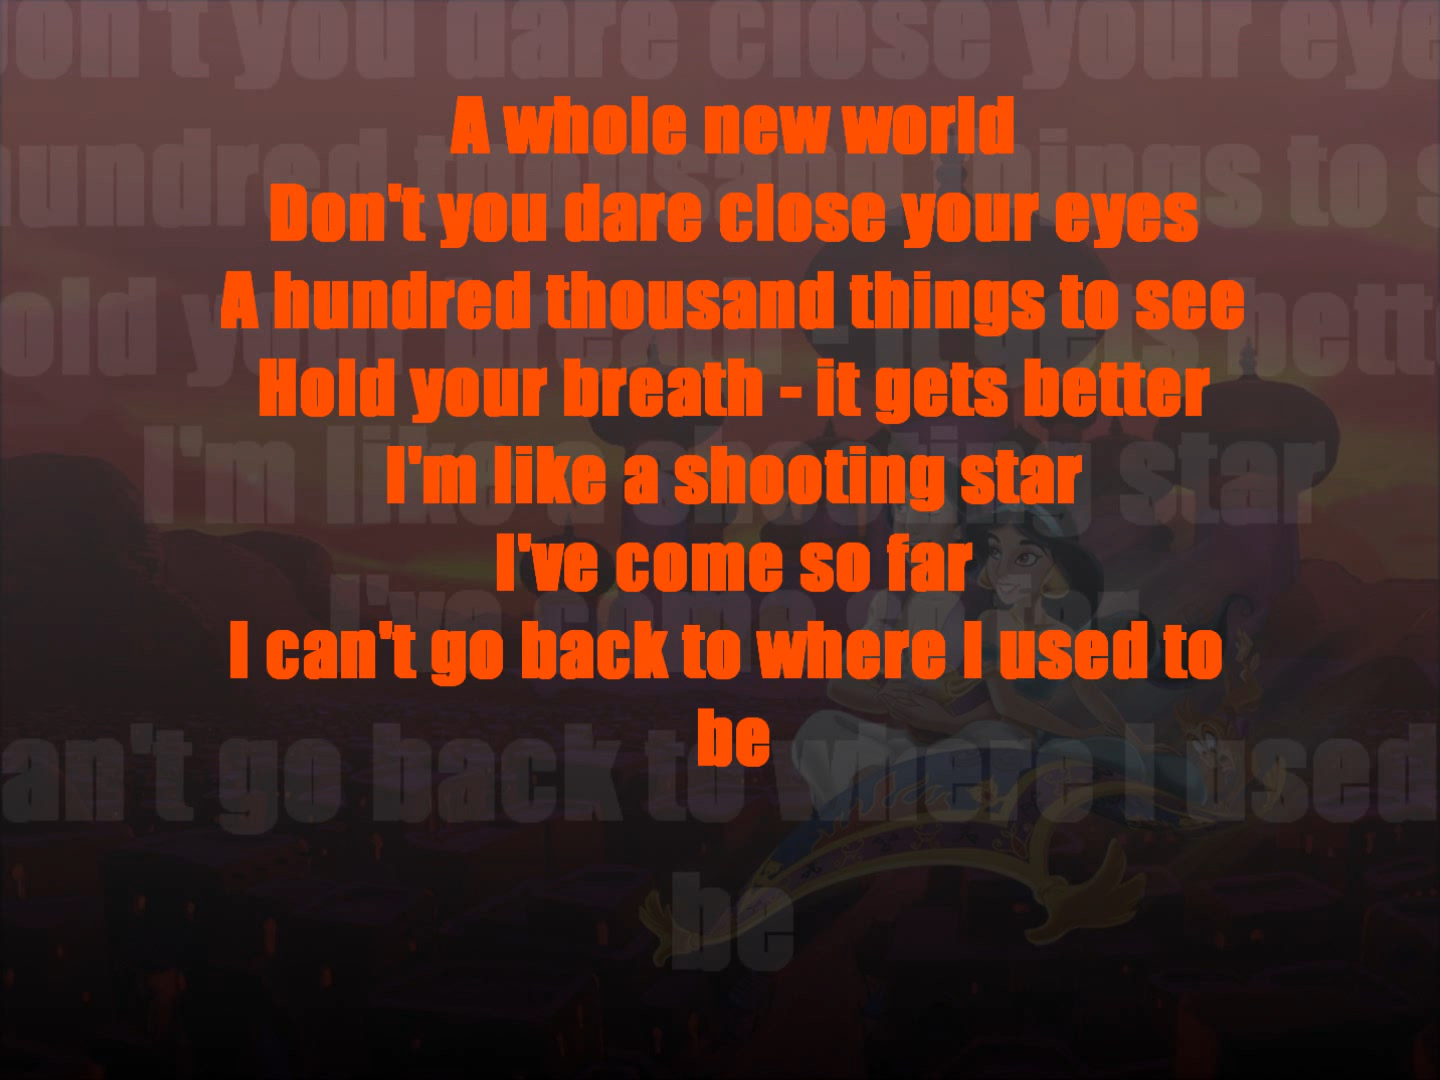 A whole new world
Don't you dare close your eyes
A hundred thousand things to see
Hold your breath - it gets better
I'm like a shooting star
I've come so far
I can't go back to where I used to
be